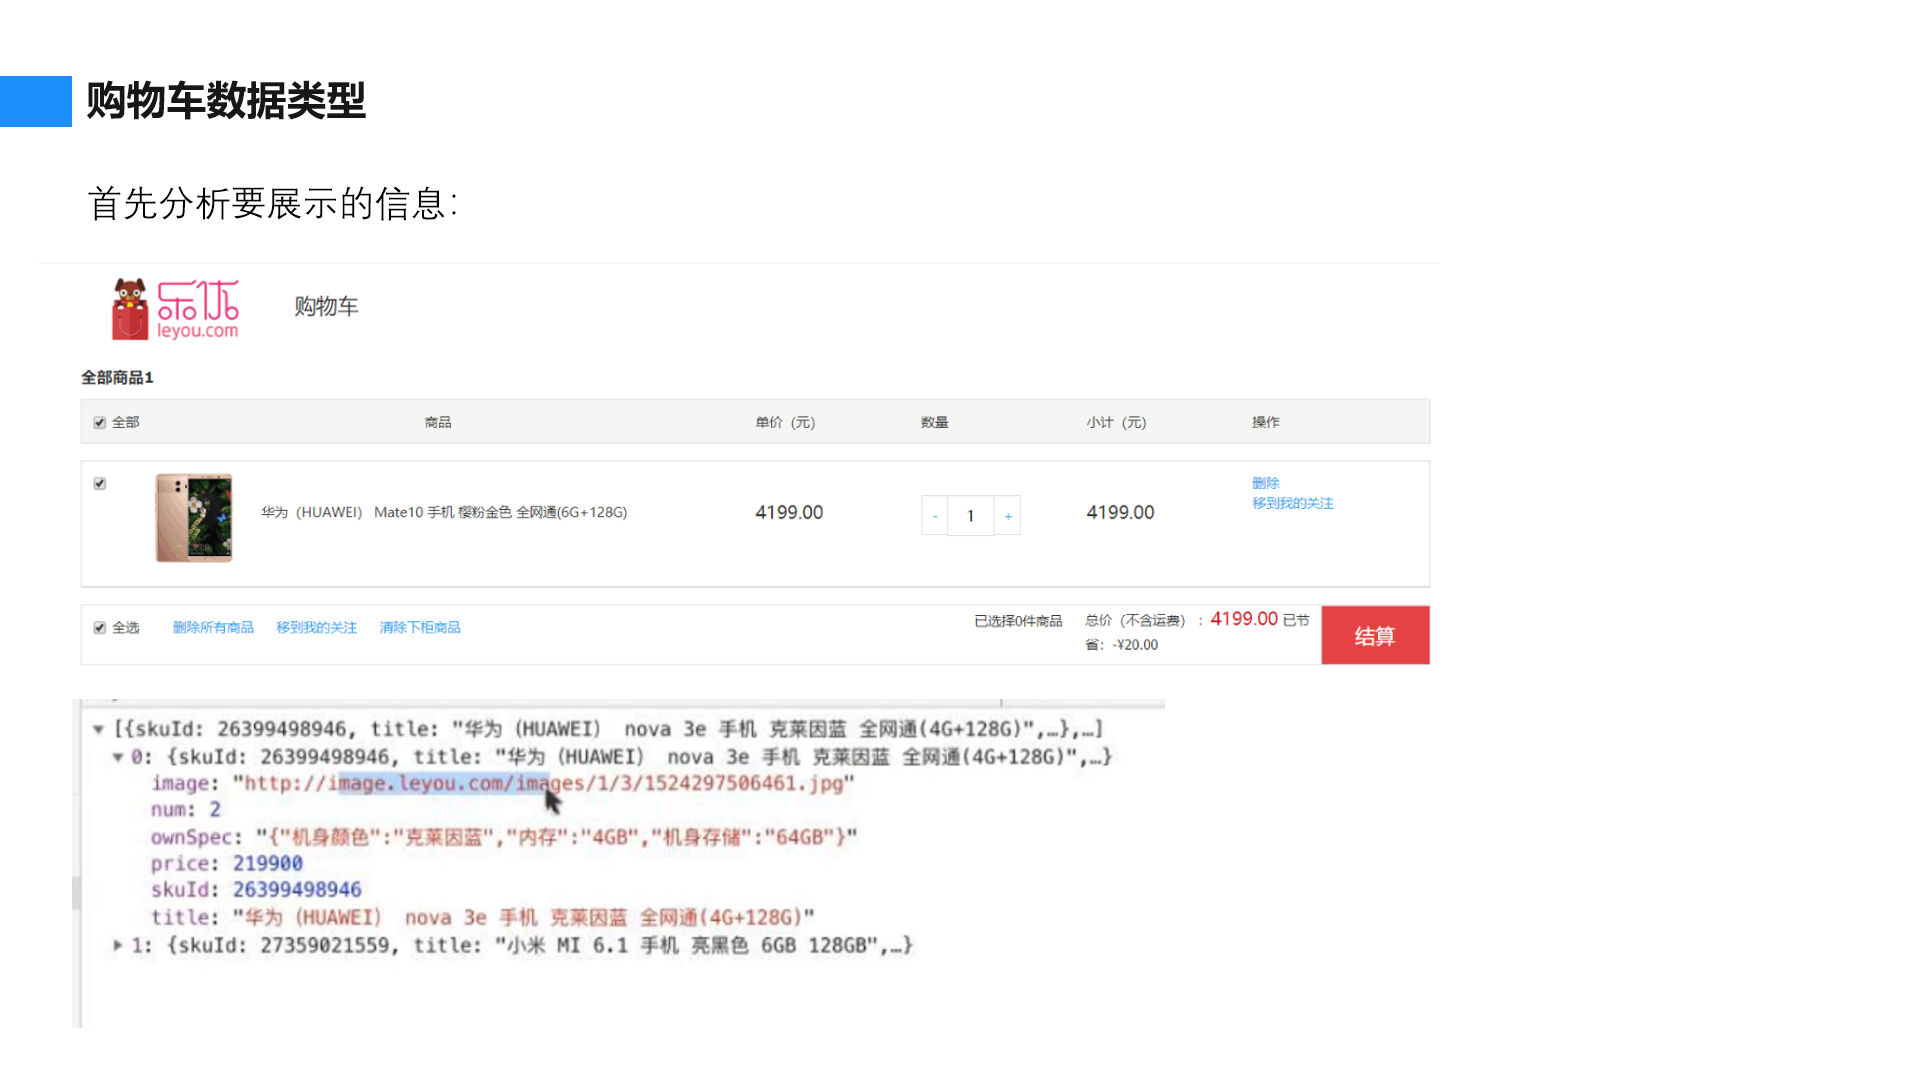 购物车数据类型
首先分析要展示的信息：
乐优
leyou.com
购物车
全部商品1
全部 商品 单价（元） 数量 小计（元） 操作
华为（HUAWEI） Mate10 手机 樱粉金色 全网通(6G+128G) 4199.00 - 1 + 4199.00 删除
移到我的关注
全选 删除所有商品 移到我的关注 清除下柜商品 已选择0件商品 总价（不含运费）：4199.00 已节
省：-¥20.00
结算
[{skuId: 26399498946, title: "华为（HUAWEI） nova 3e 手机 克莱因蓝 全网通(4G+128G)",…},…]
0: {skuId: 26399498946, title: "华为（HUAWEI） nova 3e 手机 克莱因蓝 全网通(4G+128G)",…}
image: "http://image.leyou.com/images/1/3/1524297506461.jpg"
num: 2
ownSpec: "{"机身颜色":"克莱因蓝","内存":"4GB","机身存储":"64GB"}"
price: 219900
skuId: 26399498946
title: "华为（HUAWEI） nova 3e 手机 克莱因蓝 全网通(4G+128G)"
1: {skuId: 27359021559, title: "小米 MI 6.1 手机 亮黑色 6GB 128GB",…}